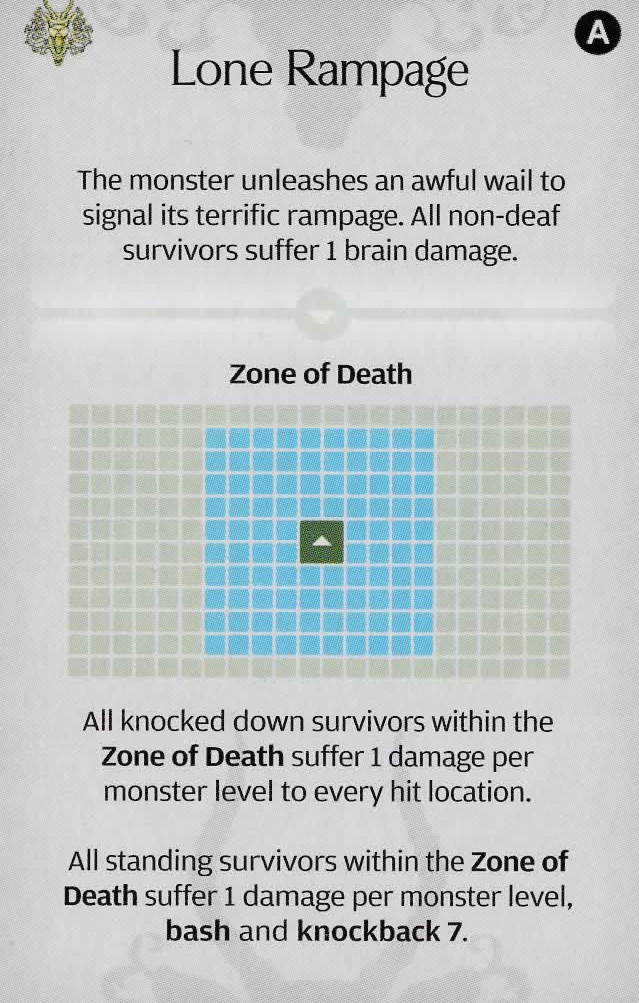 A
Lone Rampage
The monster unleashes an awful wail to
signal its terrific rampage. All non-deaf
survivors suffer 1 brain damage.
Zone of Death
All knocked down survivors within the
Zone of Death suffer 1 damage per
monster level to every hit location.
All standing survivors within the Zone of
Death suffer 1 damage per monster level,
bash and knockback 7.